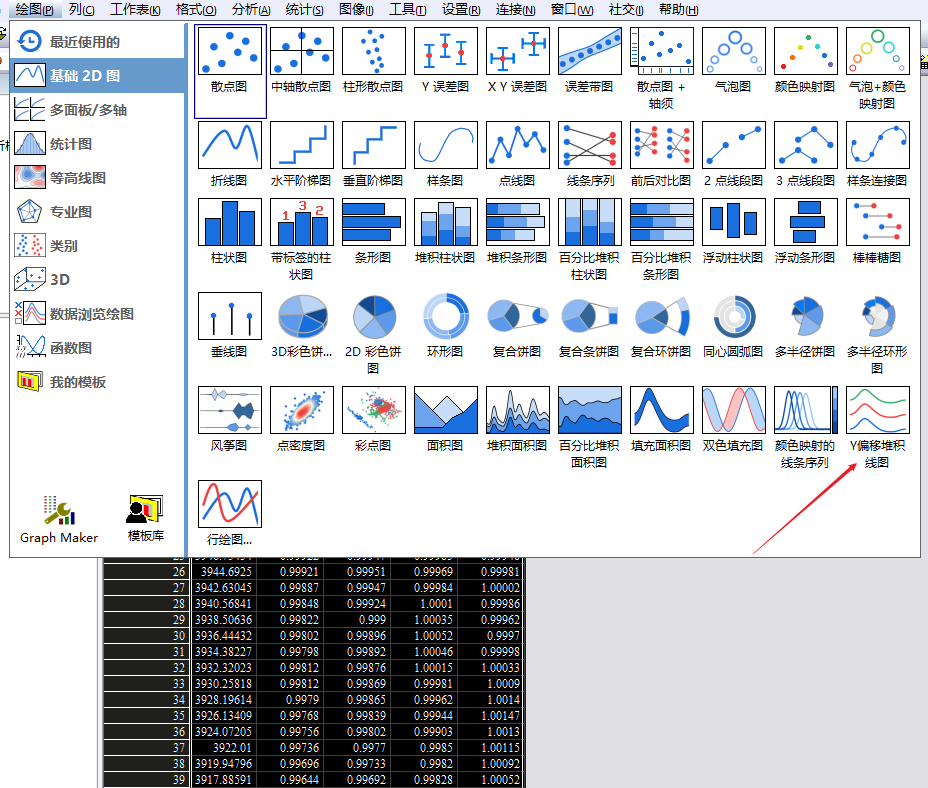 绘图(P) 列(C) 工作表(K) 格式(O) 分析(A) 统计(S) 图像(I) 工具(T) 设置(R) 连接(N) 窗口(W) 社交(I) 帮助(H)
最近使用的
基础 2D 图
多面板/多轴
统计图
等高线图
专业图
类别
3D
数据浏览绘图
函数图
我的模板
Graph Maker 模板库
散点图 中轴散点图 柱形散点图 Y 误差图 X Y 误差图 误差带图 散点图 + 气泡图 颜色映射图 气泡+颜色
轴须 映射图
折线图 水平阶梯图 垂直阶梯图 样条图 点线图 线条序列 前后对比图 2 点线段图 3 点线段图 样条连接图
1 3 2
柱状图 带标签的柱 条形图 堆积柱状图 堆积条形图 百分比堆积 百分比堆积 浮动柱状图 浮动条形图 棒棒糖图
状图 柱状图 条形图
垂线图 3D彩色饼... 2D 彩色饼 环形图 复合饼图 复合条饼图 复合环饼图 同心圆弧图 多半径饼图 多半径环形
图 图
风筝图 点密度图 彩点图 面积图 堆积面积图 百分比堆积 填充面积图 双色填充图 颜色映射的 Y偏移堆积
面积图 线条序列 线图
行绘图...
26 3944.6925 0.99921 0.99951 0.99969 0.99981
27 3942.63045 0.99887 0.99947 0.99984 1.00002
28 3940.56841 0.99848 0.99924 1.0001 0.99986
29 3938.50636 0.99822 0.999 1.00035 0.99962
30 3936.44432 0.99802 0.99896 1.00052 0.9997
31 3934.38227 0.99798 0.99892 1.00046 0.99998
32 3932.32023 0.99812 0.99876 1.00015 1.00033
33 3930.25818 0.99812 0.99869 0.99981 1.0009
34 3928.19614 0.9979 0.99865 0.99962 1.0014
35 3926.13409 0.99768 0.99839 0.99944 1.00147
36 3924.07205 0.99756 0.99802 0.99903 1.0013
37 3922.01 0.99736 0.9977 0.9985 1.00115
38 3919.94796 0.99696 0.99733 0.9982 1.00092
39 3917.88591 0.99644 0.99692 0.99828 1.00052